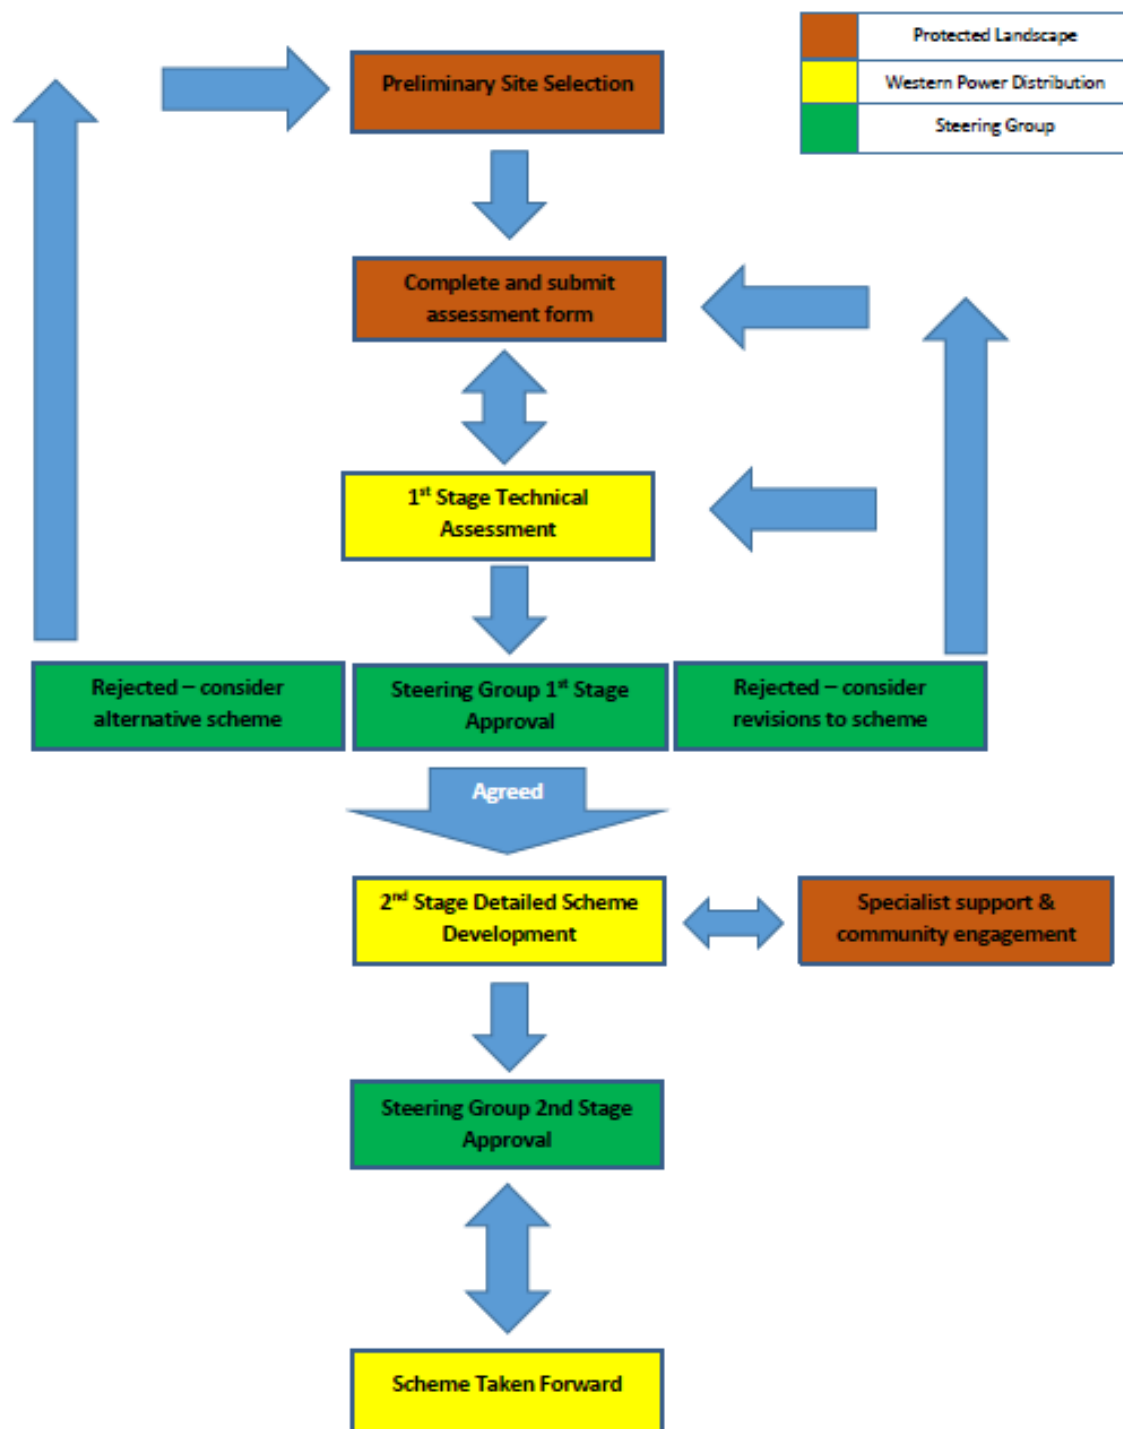 Protected Landscape
Western Power Distribution
Steering Group
Preliminary Site Selection
Complete and submit
assessment form
1st Stage Technical
Assessment
Rejected – consider
alternative scheme
Steering Group 1st Stage
Approval
Rejected – consider
revisions to scheme
Agreed
2nd Stage Detailed Scheme
Development
Specialist support &
community engagement
Steering Group 2nd Stage
Approval
Scheme Taken Forward